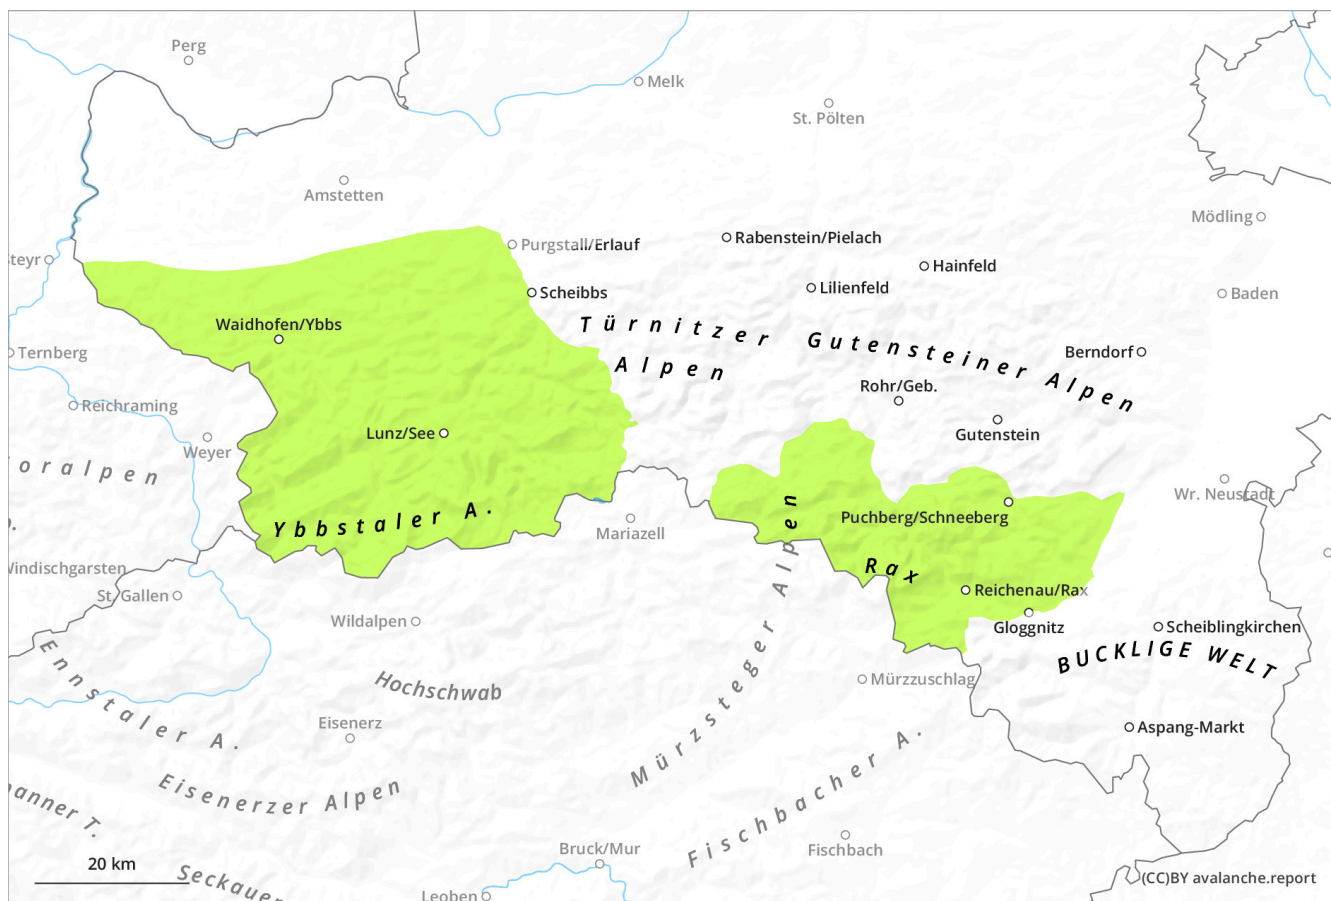 Perg
Melk
St. Pölten
Amstetten
Mödling
Purgstall/Erlauf
Rabenstein/Pielach
steyr
Hainfeld
Scheibbs
Lilienfeld
Baden
Waidhofen/Ybbs
Türnitzer
Alpen
Gutensteiner Alpen
Ternberg
Berndorf
Rohr/Geb.
Reichraming
Gutenstein
Lunz/See
Weyer
oralpen
Wr. Neustadt
Ybbstaler A.
Puchberg/Schneeberg
Mariazell
Windischgarsten
Rax
St. Gallen
Reichenau/Rax
Wildalpen
Gloggnitz
Scheiblingkirchen
BUCKLIGE WELT
Mürzsteger Alpen
Ennstaler A.
Hochschwab
Mürzzuschlag
Eisenerz
Aspang-Markt
Eisenerzer Alpen
Fischbacher A.
anner T.
Fischbach
Bruck/Mur
20 km
Seckauer
Leoben
(CC)BY avalanche.report